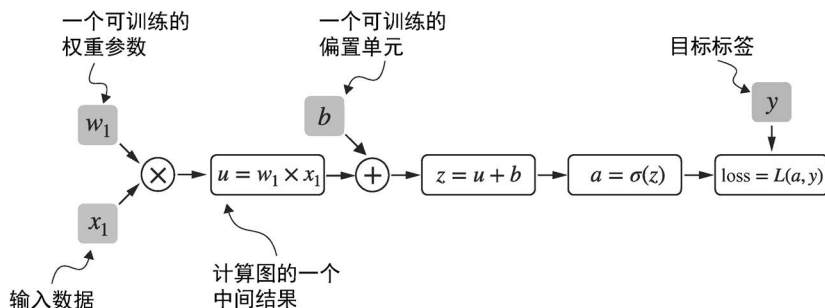 一个可训练的
权重参数
一个可训练的
偏置单元
目标标签
w₁
b
y
×
u = w₁ × x₁
+
z = u + b
a = σ(z)
loss = L(a, y)
x₁
输入数据
计算图的一个
中间结果